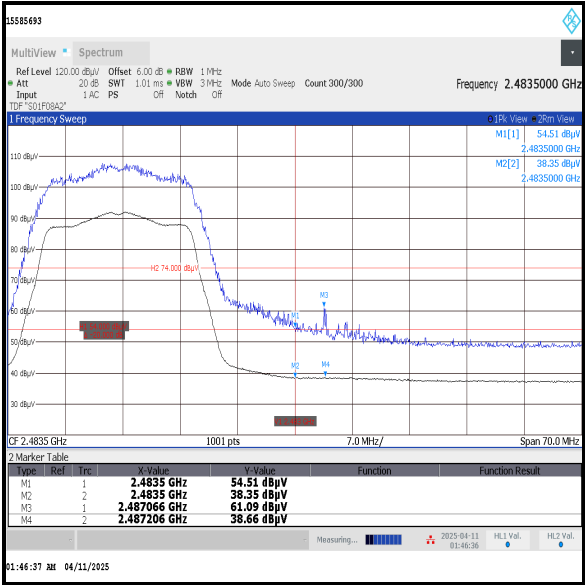 15585693
MultiView Spectrum
Ref Level 120.00 dBµV Offset 6.00 dB RBW 1 MHz
Att 20 dB SWT 1.01 ms VBW 3 MHz Mode Auto Sweep Count 300/300 Frequency 2.4835000 GHz
Input 1 AC PS Off Notch Off
TDF "S01F08A2"
1 Frequency Sweep 1Pk View 2Rm View
M1[1] 54.51 dBµV
2.4835000 GHz
M2[2] 38.35 dBµV
2.4835000 GHz
110 dBµV
100 dBµV
90 dBµV
80 dBµV
H2 74.000 dBµV
70 dBµV
M3
60 dBµV
M1
50 dBµV
M2 M4
40 dBµV
30 dBµV
CF 2.4835 GHz 1001 pts 7.0 MHz/ Span 70.0 MHz
2 Marker Table
Type Ref Trc X-Value Y-Value Function Function Result
M1 1 2.4835 GHz 54.51 dBµV
M2 2 2.4835 GHz 38.35 dBµV
M3 1 2.487066 GHz 61.09 dBµV
M4 2 2.487206 GHz 38.66 dBµV
Measuring... 2025-04-11 HL1 Val. HL2 Val.
01:46:36
01:46:37 AM 04/11/2025